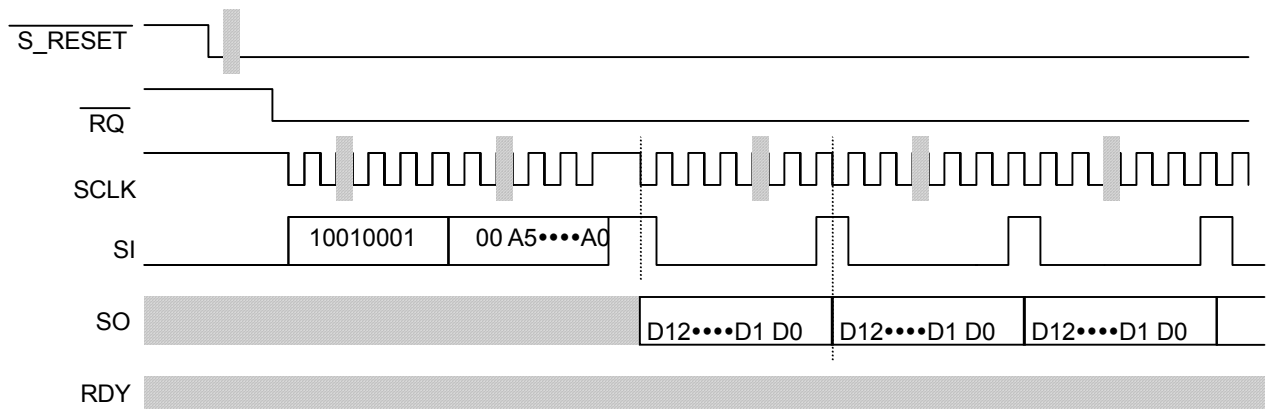 S_RESET
RQ
SCLK
SI
10010001
00 A5••••A0
SO
D12••••D1 D0
D12••••D1 D0
D12••••D1 D0
RDY